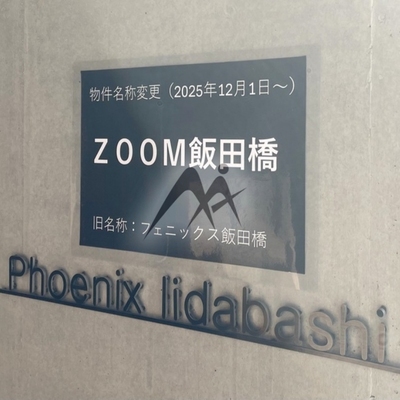 物件名称変更（2025年12月1日～）
ZOOM飯田橋
旧名称：フェニックス飯田橋
Phoenix Iidabashi